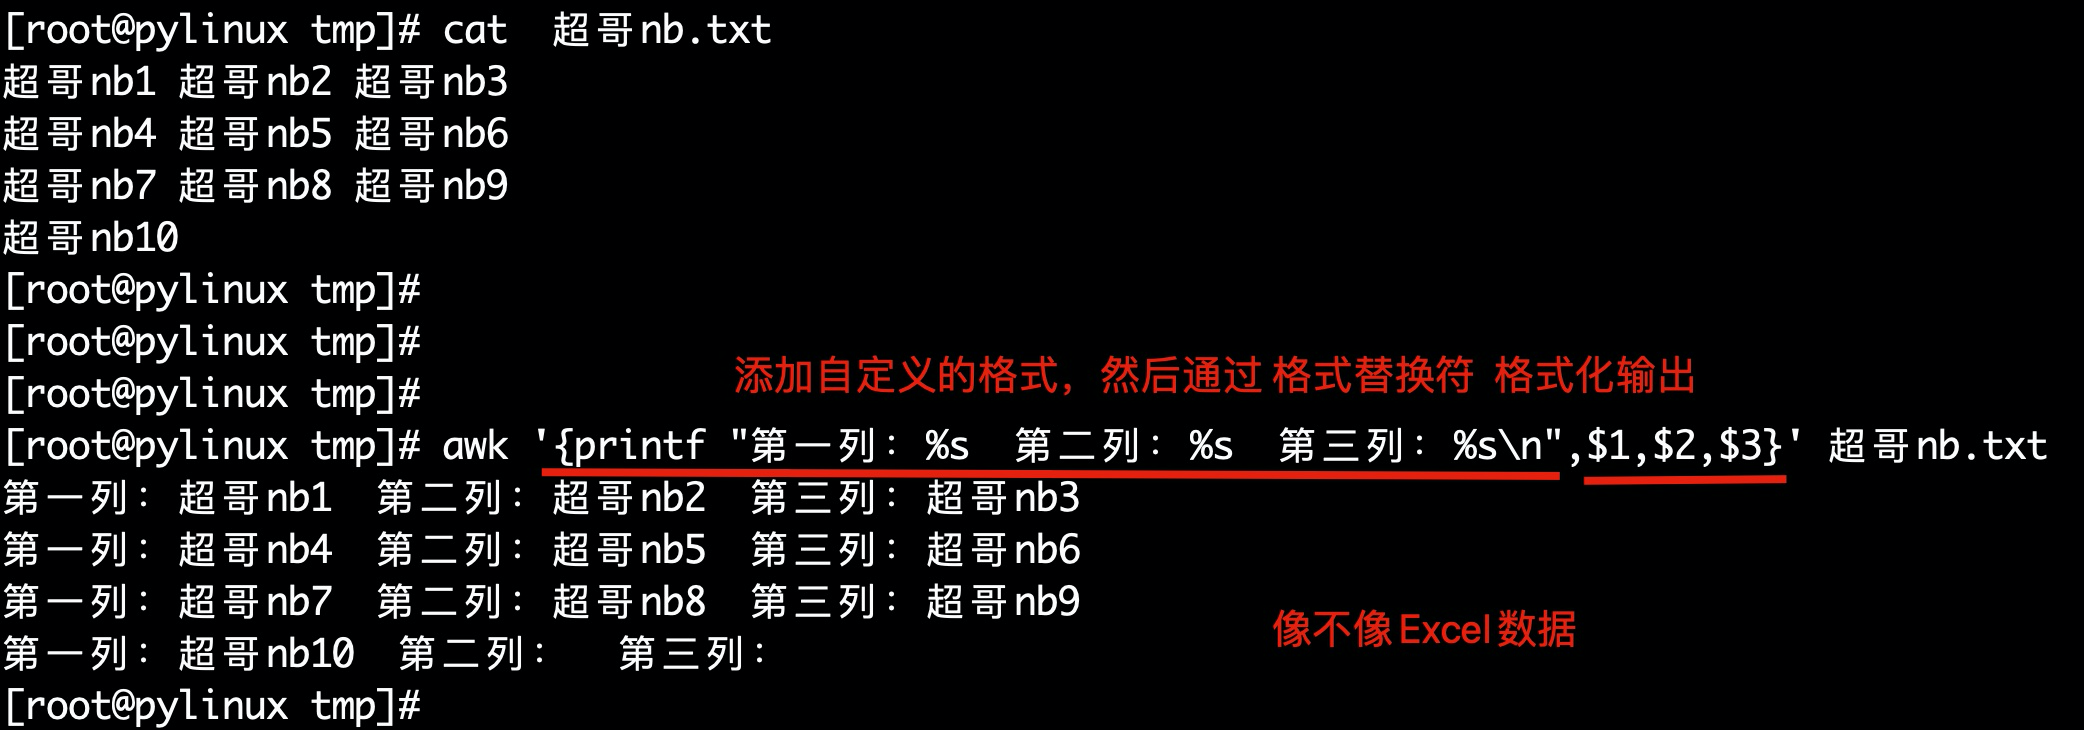 [root@pylinux tmp]# cat  超哥nb.txt
超哥nb1 超哥nb2 超哥nb3
超哥nb4 超哥nb5 超哥nb6
超哥nb7 超哥nb8 超哥nb9
超哥nb10
[root@pylinux tmp]#
[root@pylinux tmp]#
[root@pylinux tmp]#
添加自定义的格式，然后通过 格式替换符  格式化输出
[root@pylinux tmp]# awk '{printf "第一列：%s  第二列：%s  第三列：%s\n",$1,$2,$3}' 超哥nb.txt
第一列：超哥nb1  第二列：超哥nb2  第三列：超哥nb3
第一列：超哥nb4  第二列：超哥nb5  第三列：超哥nb6
第一列：超哥nb7  第二列：超哥nb8  第三列：超哥nb9
像不像Excel数据
第一列：超哥nb10  第二列：  第三列：
[root@pylinux tmp]#